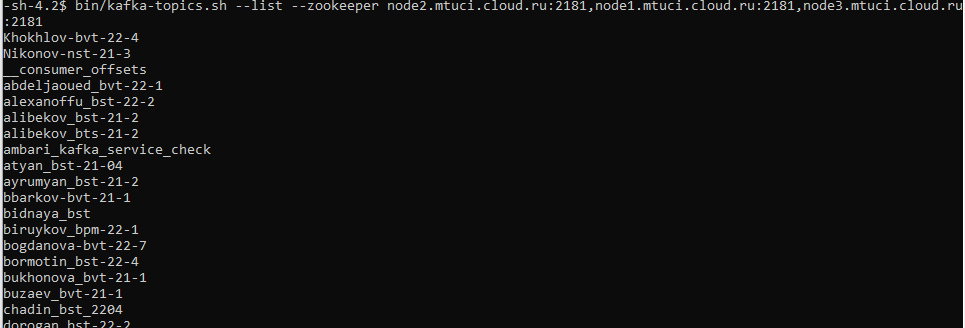 -sh-4.2$ bin/kafka-topics.sh --list --zookeeper node2.mtuci.cloud.ru:2181,node1.mtuci.cloud.ru:2181,node3.mtuci.cloud.ru
:2181
Khokhlov-bvt-22-4
Nikonov-nst-21-3
__consumer_offsets
abdeljaoued_bvt-22-1
alexanoffu_bst-22-2
alibekov_bst-21-2
alibekov_bts-21-2
ambari_kafka_service_check
atyan_bst-21-04
ayrumyan_bst-21-2
bbarkov-bvt-21-1
bidnaya_bst
biruykov_bpm-22-1
bogdanova-bvt-22-7
bormotin_bst-22-4
bukhonova_bvt-21-1
buzaev_bvt-21-1
chadin_bst_2204
dorogan_bst-22-2